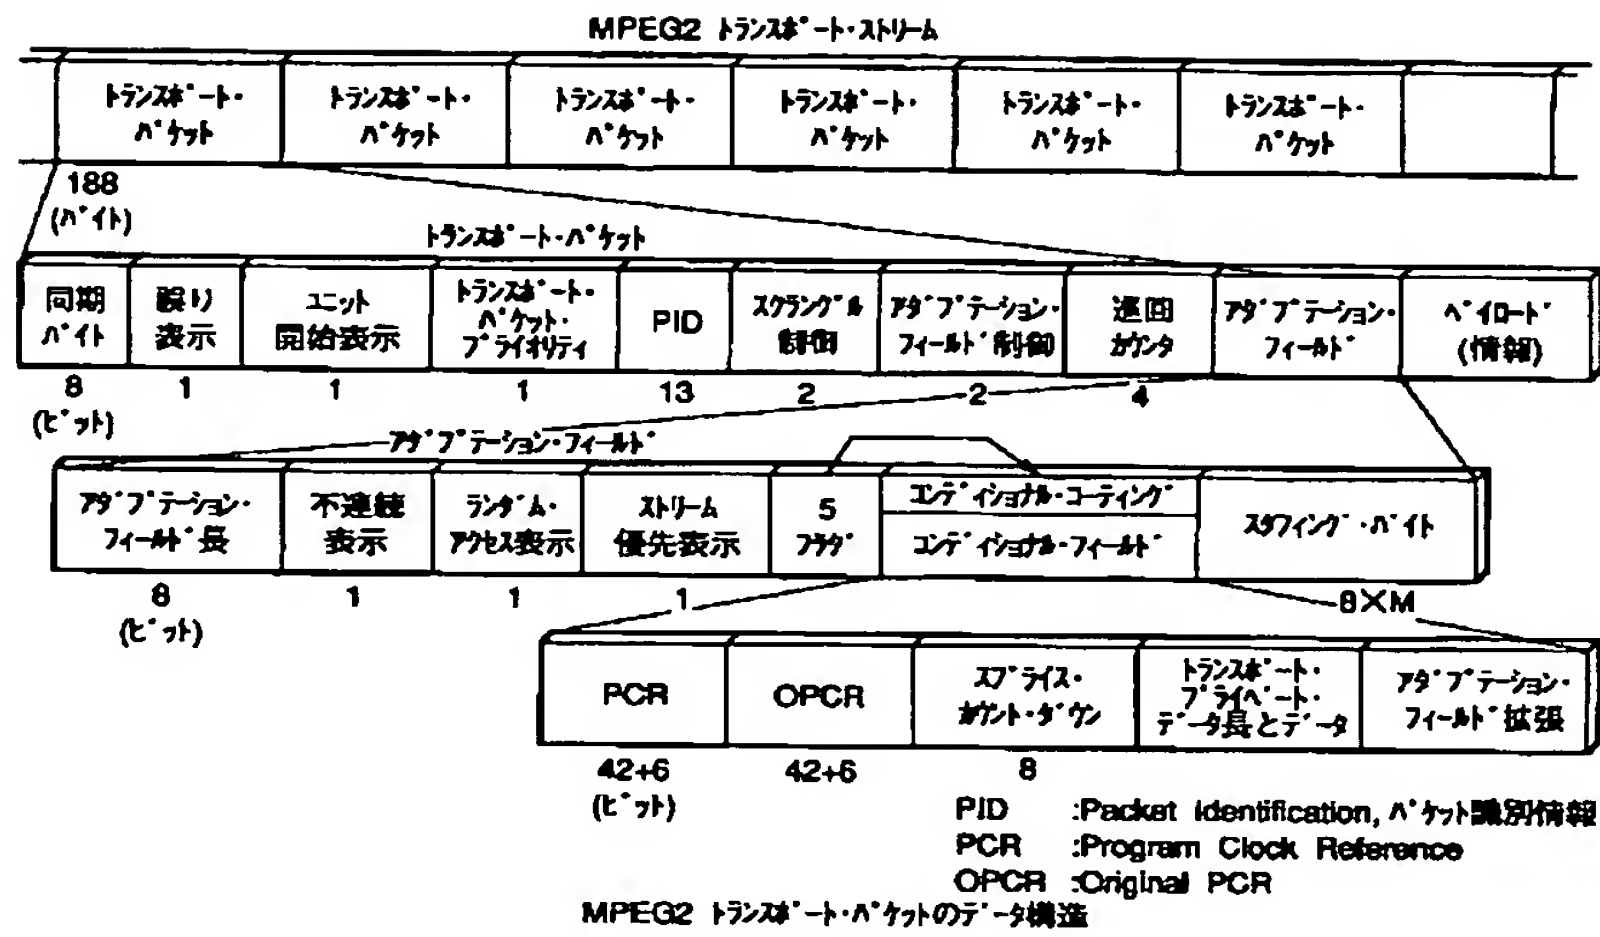 MPEG2 トランスポート・ストリーム
トランスポート・
パケット
トランスポート・
パケット
トランスポート・
パケット
トランスポート・
パケット
トランスポート・
パケット
トランスポート・
パケット
188
(バイト)
トランスポート・パケット
同期
バイト
誤り
表示
ユニット
開始表示
トランスポート・
パケット・
プライオリティ
PID
スクランブル
制御
アダプテーション・
フィールド制御
巡回
カウンタ
アダプテーション・
フィールド
ペイロード
(情報)
8
(ビット)
1
1
1
13
2
2
4
アダプテーション・フィールド
アダプテーション・
フィールド長
不連続
表示
ランダム・
アクセス表示
ストリーム
優先表示
5
フラグ
コンディショナル・コーティング
コンディショナル・フィールド
スタフィング・バイト
8
(ビット)
1
1
1
8×M
PCR
OPCR
スプライス・
カウント・ダウン
トランスポート・
プライベート・
データ長とデータ
アダプテーション・
フィールド拡張
42+6
(ビット)
42+6
8
PID :Packet Identification, パケット識別情報
PCR :Program Clock Reference
OPCR :Original PCR
MPEG2 トランスポート・パケットのデータ構造